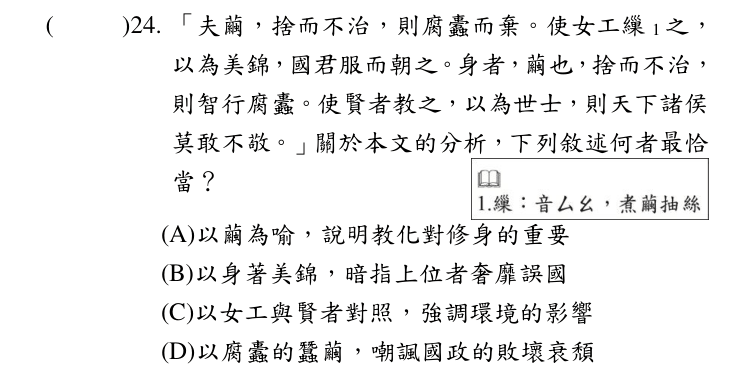 (　　)24. 「夫繭，捨而不治，則腐蠹而棄。使女工繅1之，
以為美錦，國君服而朝之。身者，繭也，捨而不治，
則智行腐蠹。使賢者教之，以為世士，則天下諸侯
莫敢不敬。」關於本文的分析，下列敘述何者最恰
當？
1.繅：音ㄙㄠ，煮繭抽絲
(A)以繭為喻，說明教化對修身的重要
(B)以身著美錦，暗指上位者奢靡誤國
(C)以女工與賢者對照，強調環境的影響
(D)以腐蠹的蠶繭，嘲諷國政的敗壞衰頹